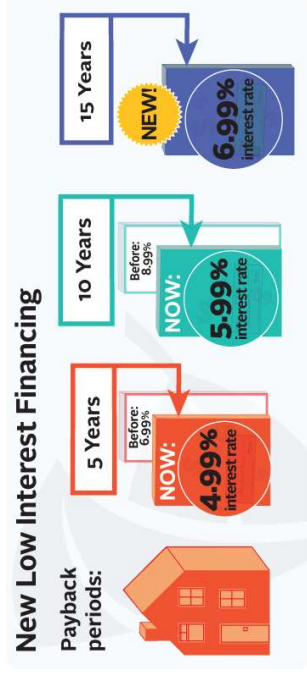 New Low Interest Financing
Payback
periods:
5 Years
Before:
6.99%
NOW:
4.99%
interest rate
10 Years
Before:
8.99%
NOW:
5.99%
interest rate
15 Years
NEW!
6.99%
interest rate